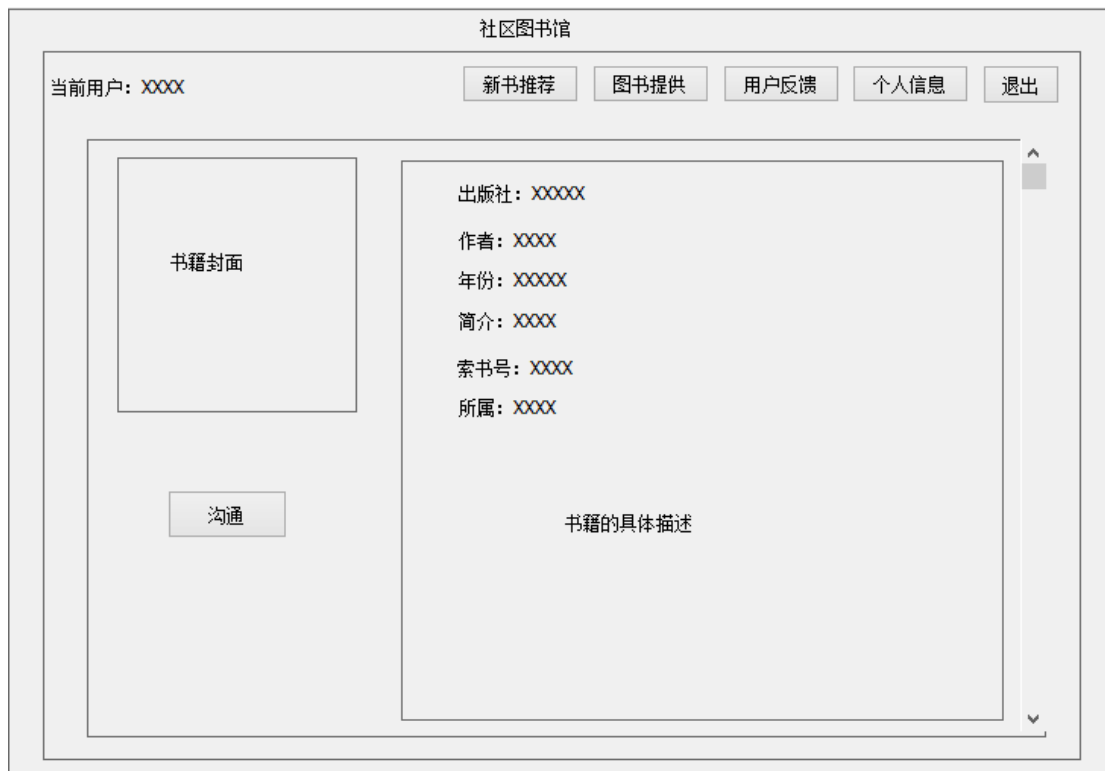 社区图书馆
当前用户：XXXX
新书推荐
图书提供
用户反馈
个人信息
退出
书籍封面
出版社：XXXXX
作者：XXXX
年份：XXXXX
简介：XXXX
索书号：XXXX
所属：XXXX
沟通
书籍的具体描述